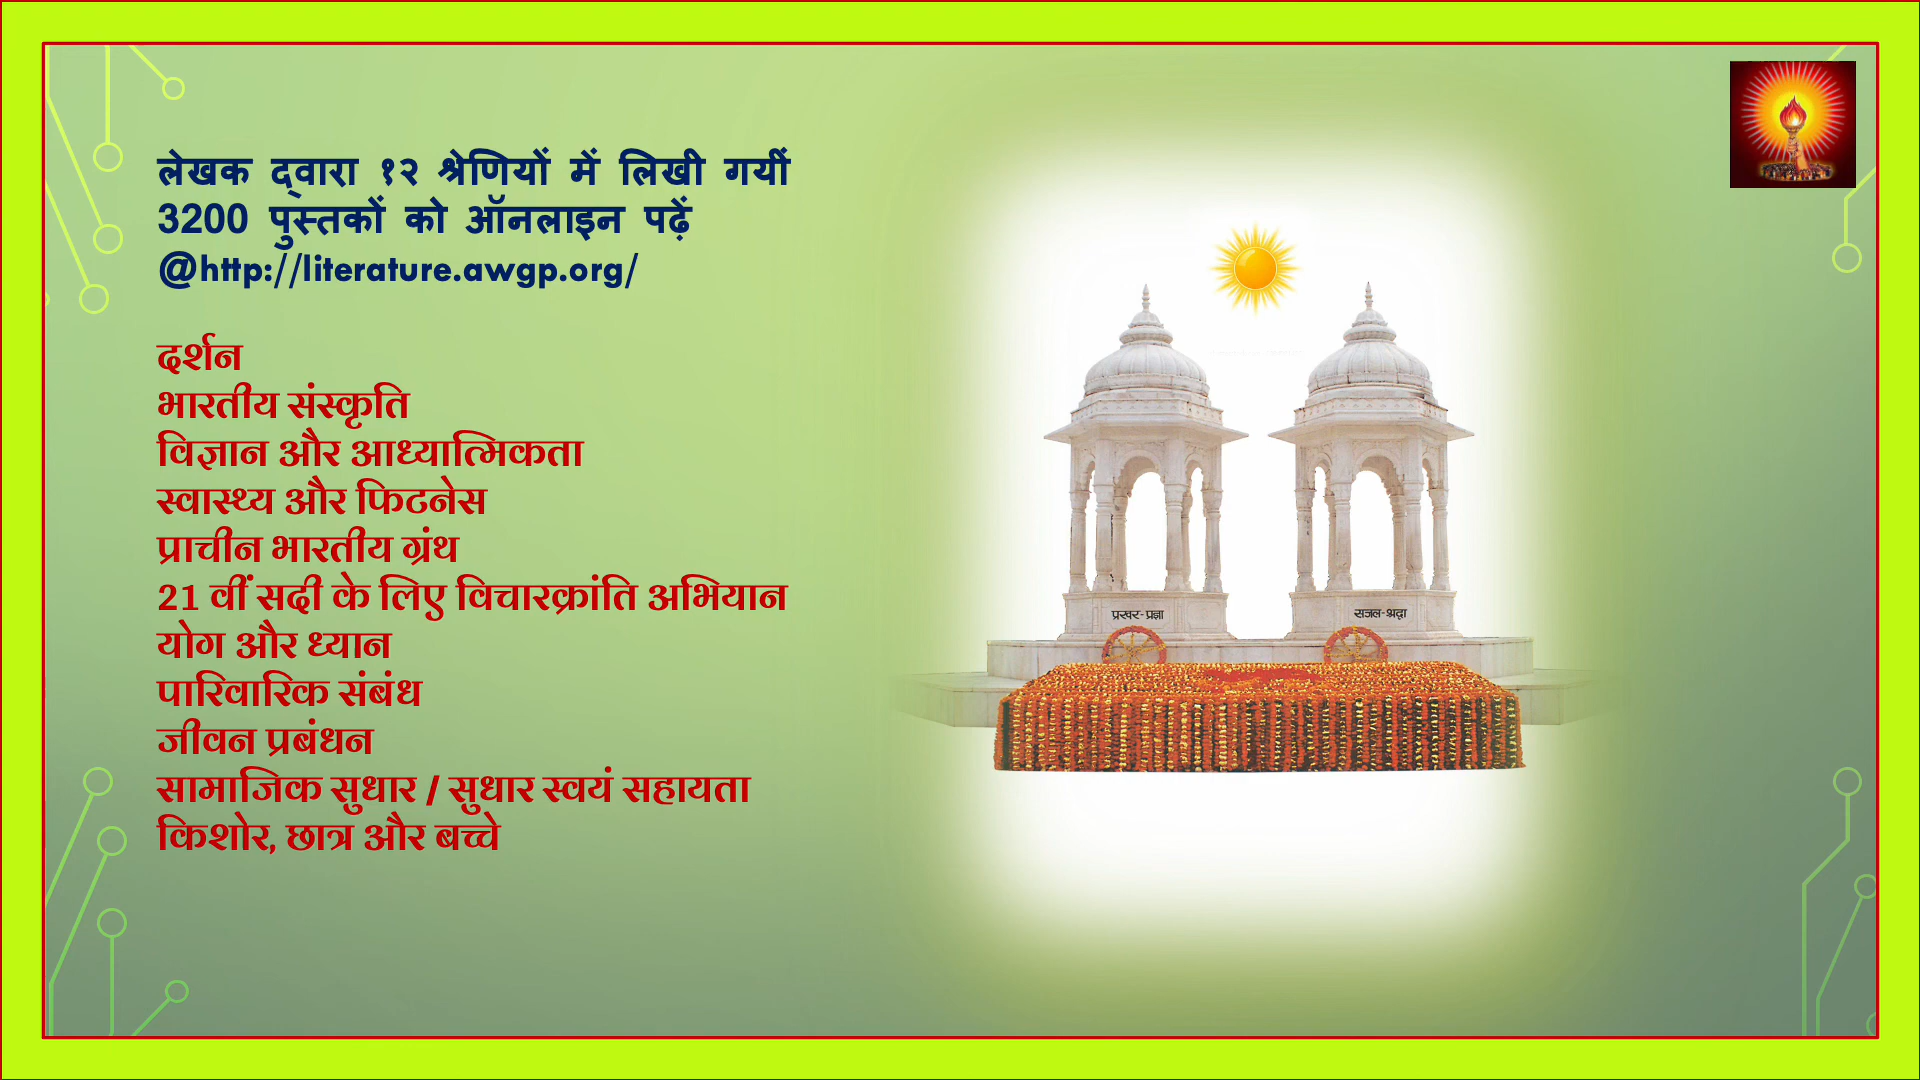 लेखक द्वारा १२ श्रेणियों में लिखी गयीं
3200 पुस्तकों को ऑनलाइन पढ़ें
@http://literature.awgp.org/
दर्शन
भारतीय संस्कृति
विज्ञान और आध्यात्मिकता
स्वास्थ्य और फिटनेस
प्राचीन भारतीय ग्रंथ
21 वीं सदी के लिए विचारक्रांति अभियान
योग और ध्यान
पारिवारिक संबंध
जीवन प्रबंधन
सामाजिक सुधार / सुधार स्वयं सहायता
किशोर, छात्र और बच्चे
प्रखर-प्रज्ञा
सजल-श्रद्धा